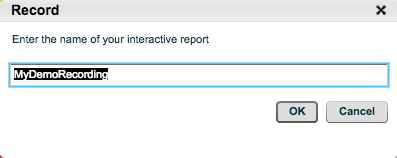 Record
Enter the name of your interactive report
MyDemoRecording
OK
Cancel